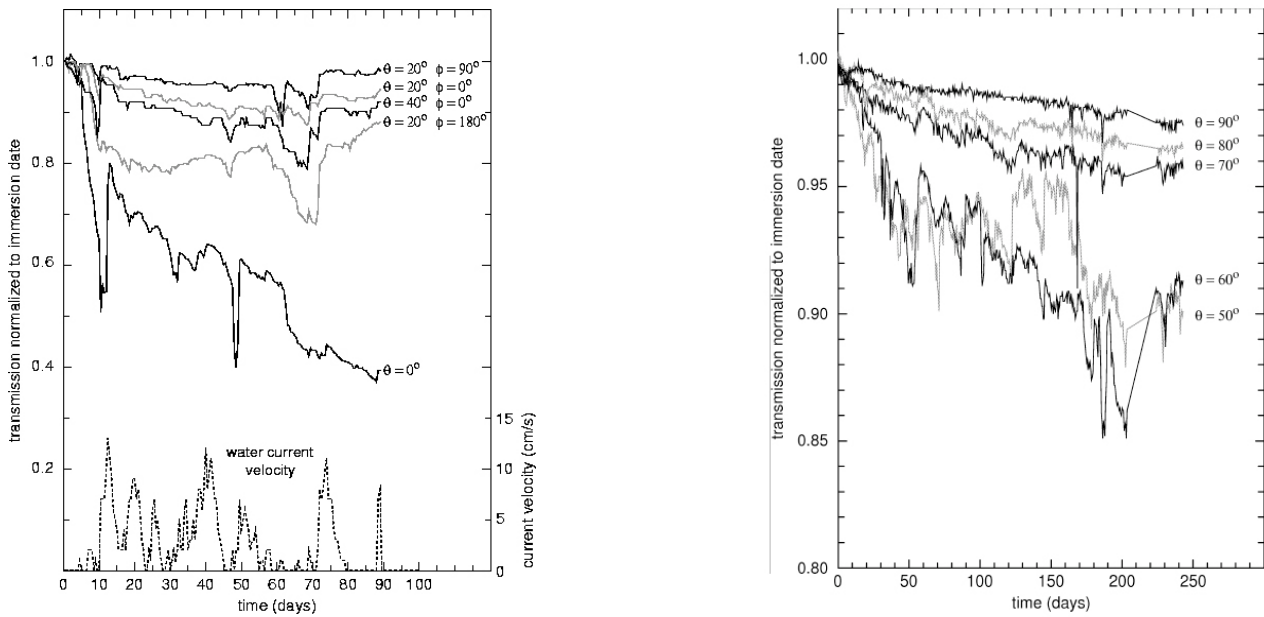 transmission normalized to immersion date
1.0
0.8
0.6
0.4
0.2
θ = 20° ϕ = 90°
θ = 20° ϕ = 0°
θ = 40° ϕ = 0°
θ = 20° ϕ = 180°
θ = 0°
water current
velocity
15
10
5
0
current velocity (cm/s)
0 10 20 30 40 50 60 70 80 90 100
time (days)
transmission normalized to immersion date
1.00
0.95
0.90
0.85
0.80
θ = 90°
θ = 80°
θ = 70°
θ = 60°
θ = 50°
0 50 100 150 200 250
time (days)